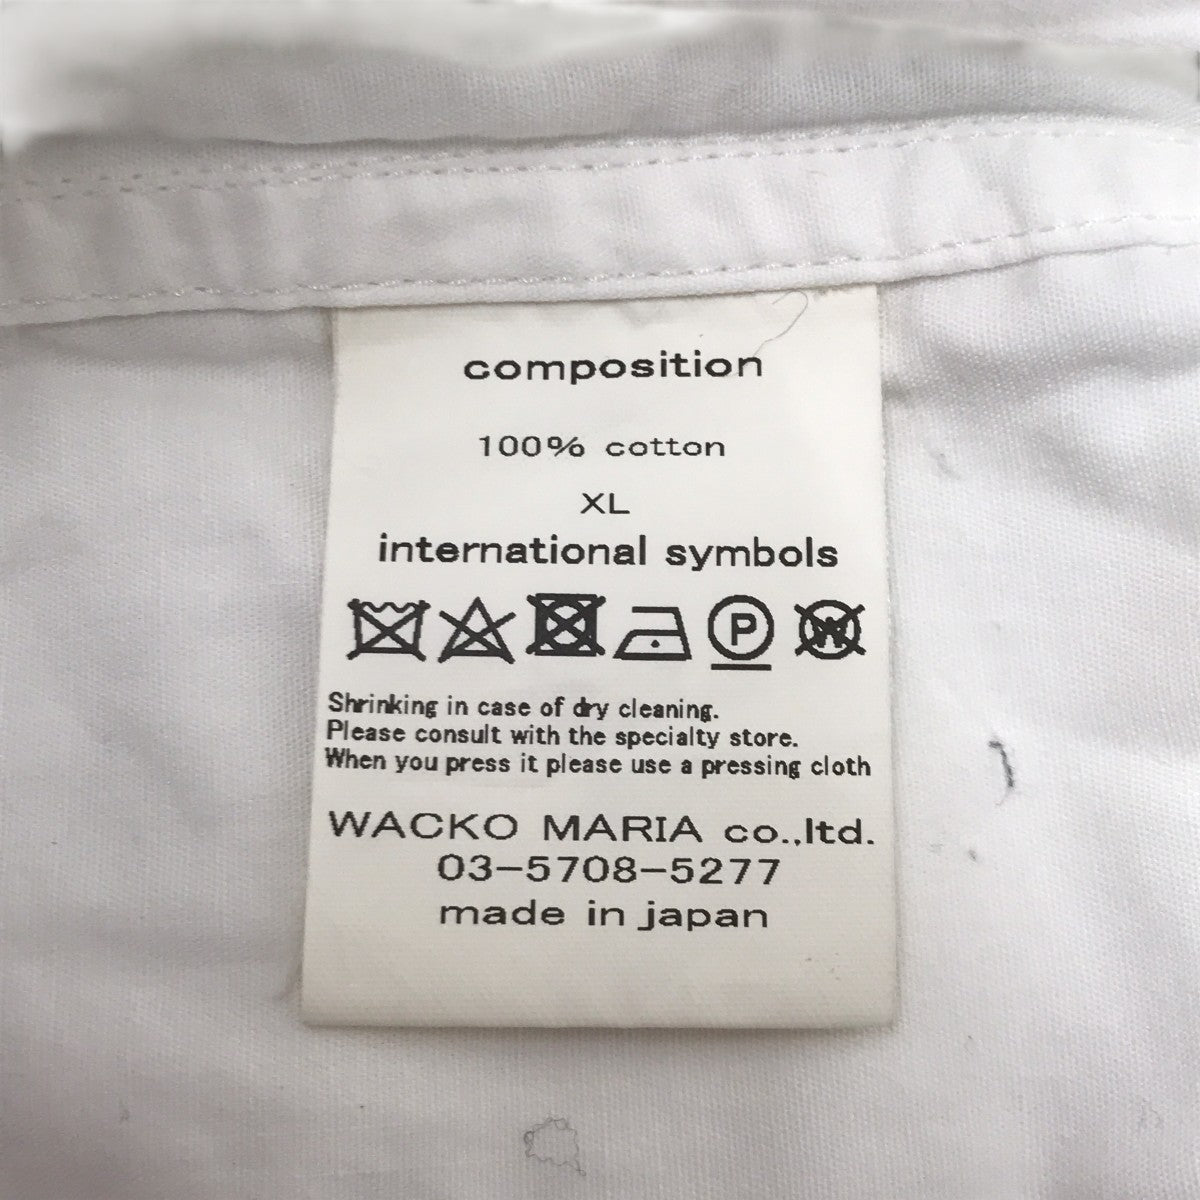 composition
100% cotton
XL
international symbols
P W
Shrinking in case of dry cleaning.
Please consult with the specialty store.
When you press it please use a pressing cloth
WACKO MARIA co.,ltd.
03-5708-5277
made in japan